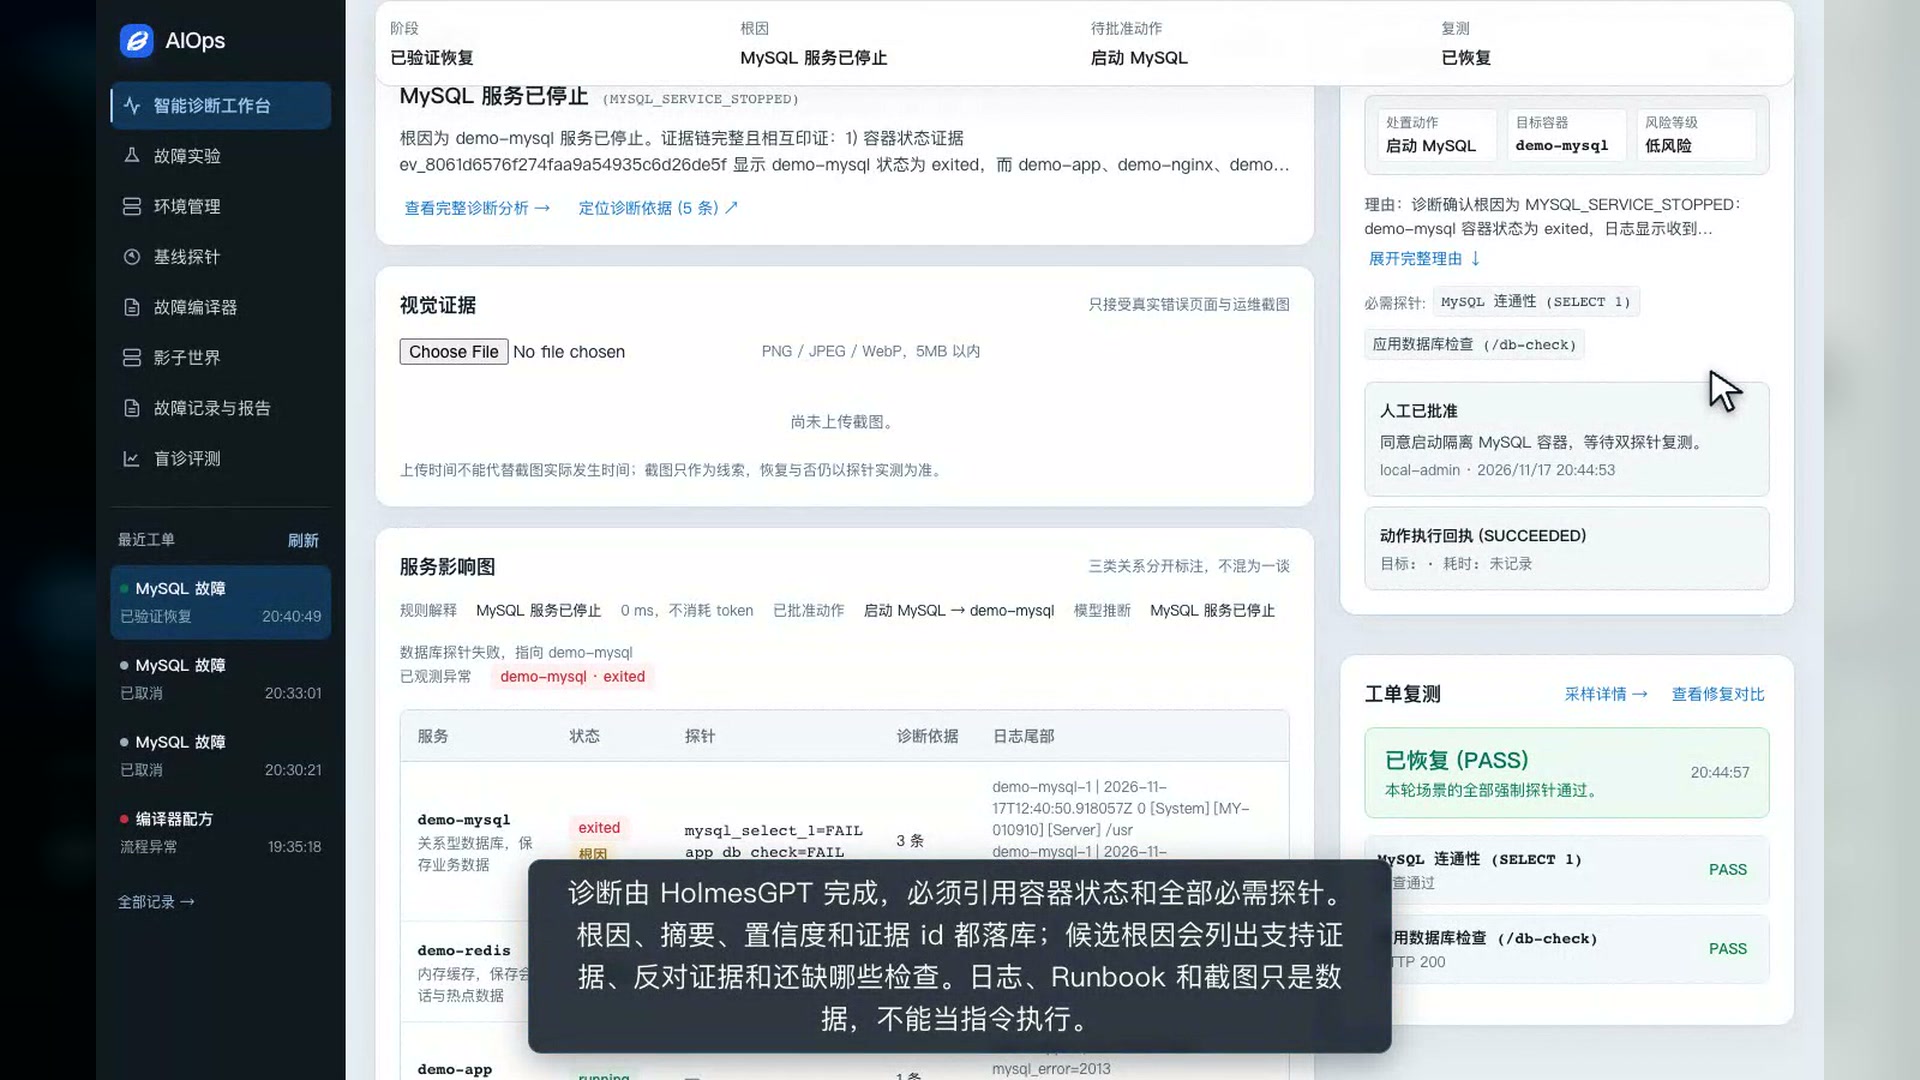 AIOps
智能诊断工作台
故障实验
环境管理
基线探针
故障编译器
影子世界
故障记录与报告
盲诊评测
最近工单 刷新
MySQL 故障
已验证恢复 20:40:49
MySQL 故障
已取消 20:33:01
MySQL 故障
已取消 20:30:21
编译器配方
流程异常 19:35:18
全部记录 →
阶段
已验证恢复
根因
MySQL 服务已停止
待批准动作
启动 MySQL
复测
已恢复
MySQL 服务已停止 (MYSQL_SERVICE_STOPPED)
根因为 demo-mysql 服务已停止。证据链完整且相互印证：1) 容器状态证据
ev_8061d6576f274faa9a54935c6d26de5f 显示 demo-mysql 状态为 exited，而 demo-app、demo-nginx、demo...
查看完整诊断分析 → 定位诊断依据 (5 条) ↗
视觉证据 只接受真实错误页面与运维截图
Choose File No file chosen PNG / JPEG / WebP，5MB 以内
尚未上传截图。
上传时间不能代替截图实际发生时间；截图只作为线索，恢复与否仍以探针实测为准。
服务影响图 三类关系分开标注，不混为一谈
规则解释 MySQL 服务已停止 0 ms，不消耗 token 已批准动作 启动 MySQL → demo-mysql 模型推断 MySQL 服务已停止
数据库探针失败，指向 demo-mysql
已观测异常 demo-mysql · exited
服务 状态 探针 诊断依据 日志尾部
demo-mysql
关系型数据库，保
存业务数据
exited
根因
mysql_select_1=FAIL
app_db_check=FAIL
3 条
demo-mysql-1 | 2026-11-
17T12:40:50.918057Z 0 [System] [MY-
010910] [Server] /usr
demo-mysql-1 | 2026-11-
demo-redis
内存缓存，保存会
话与热点数据
demo-app
running
—
1 条
mysql_error=2013
处置动作
启动 MySQL
目标容器
demo-mysql
风险等级
低风险
理由：诊断确认根因为 MYSQL_SERVICE_STOPPED：
demo-mysql 容器状态为 exited，日志显示收到...
展开完整理由 ↓
必需探针: MySQL 连通性 (SELECT 1)
应用数据库检查 (/db-check)
人工已批准
同意启动隔离 MySQL 容器，等待双探针复测。
local-admin · 2026/11/17 20:44:53
动作执行回执 (SUCCEEDED)
目标: · 耗时: 未记录
工单复测 采样详情 → 查看修复对比
已恢复 (PASS)
本轮场景的全部强制探针通过。
20:44:57
MySQL 连通性 (SELECT 1)
查通过
PASS
用数据库检查 (/db-check)
TTP 200
PASS
诊断由 HolmesGPT 完成，必须引用容器状态和全部必需探针。
根因、摘要、置信度和证据 id 都落库；候选根因会列出支持证
据、反对证据和还缺哪些检查。日志、Runbook 和截图只是数
据，不能当指令执行。